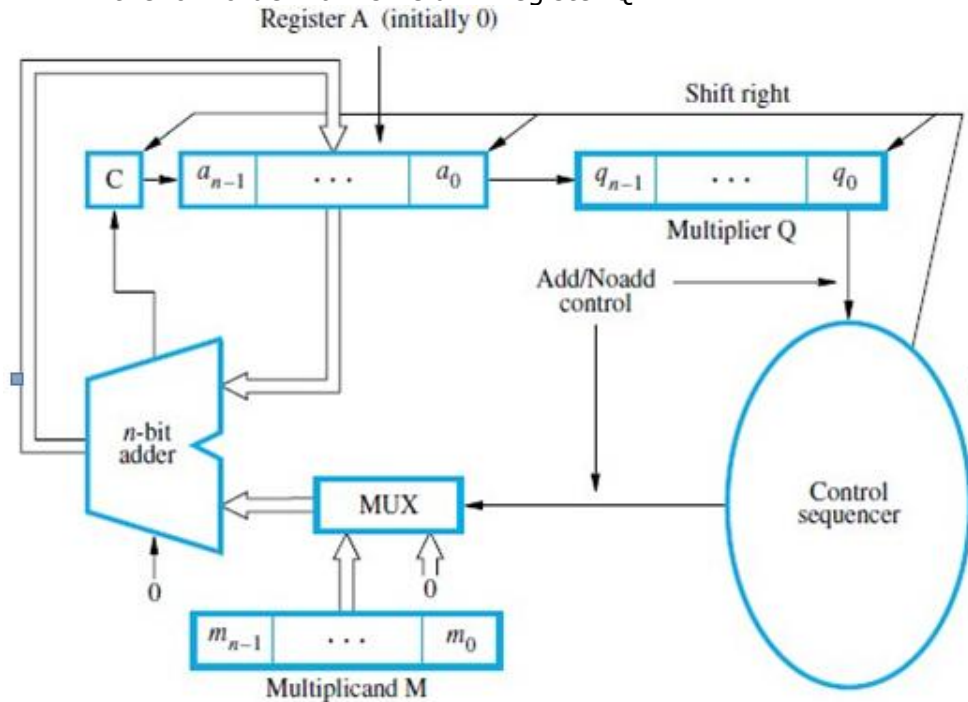 Register A (initially 0)
Shift right
C
a_{n−1} · · · a_0
q_{n−1} · · · q_0
Multiplier Q
Add/Noadd
control
n-bit
adder
MUX
Control
sequencer
0
0
m_{n−1} · · · m_0
Multiplicand M